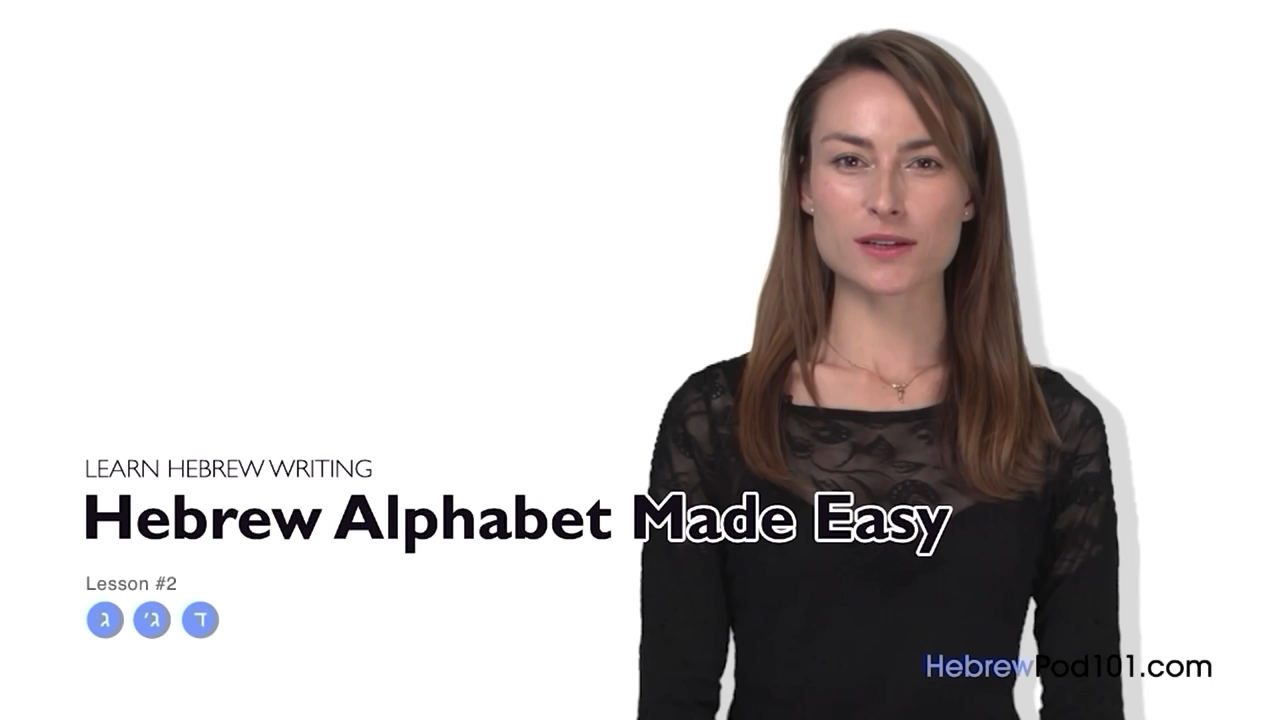 LEARN HEBREW WRITING
Hebrew Alphabet Made Easy
Lesson #2
ג ג׳ ד
HebrewPod101.com